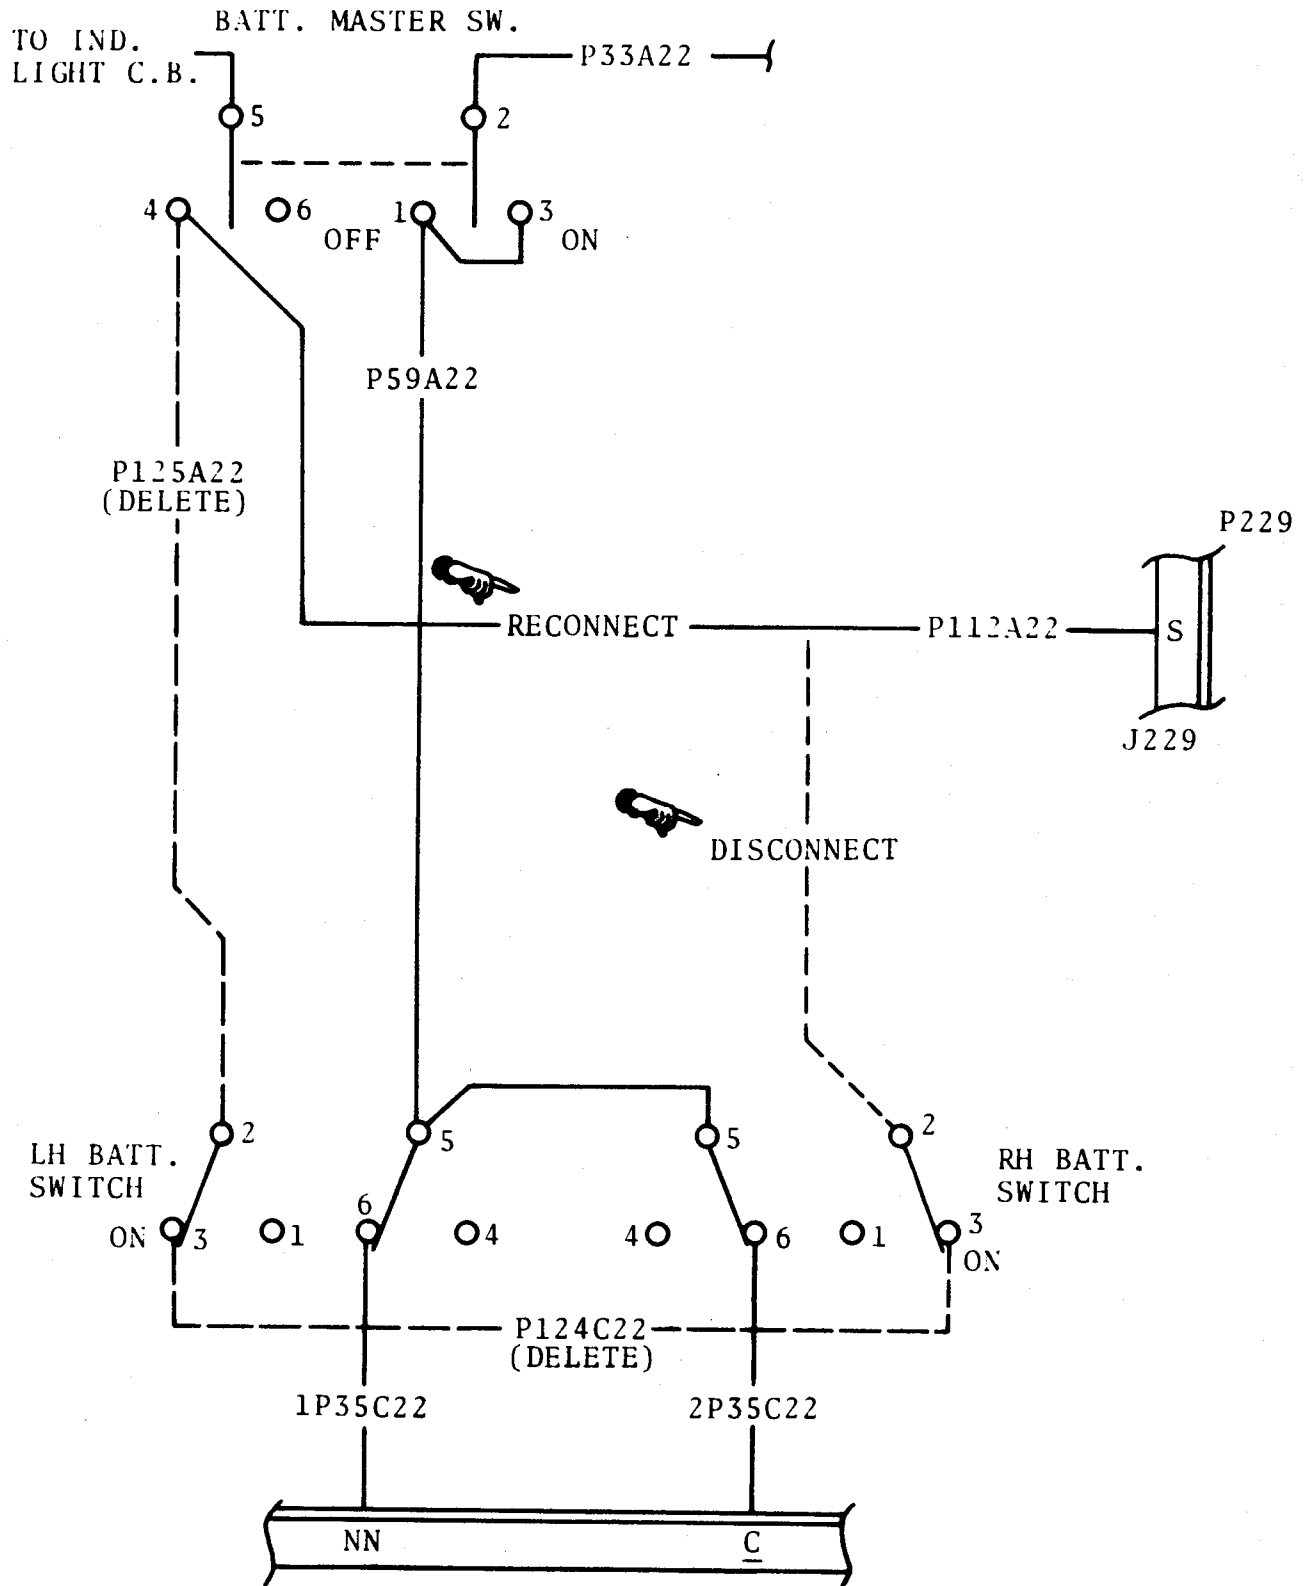 BATT. MASTER SW.
TO IND.
LIGHT C.B.
P33A22
5
2
4
6
1
3
OFF
ON
P59A22
P125A22
(DELETE)
P229
RECONNECT
P112A22
S
J229
DISCONNECT
2
5
5
2
LH BATT.
SWITCH
RH BATT.
SWITCH
ON
3
1
6
4
4
6
1
3
ON
P124C22
(DELETE)
1P35C22
2P35C22
NN
C